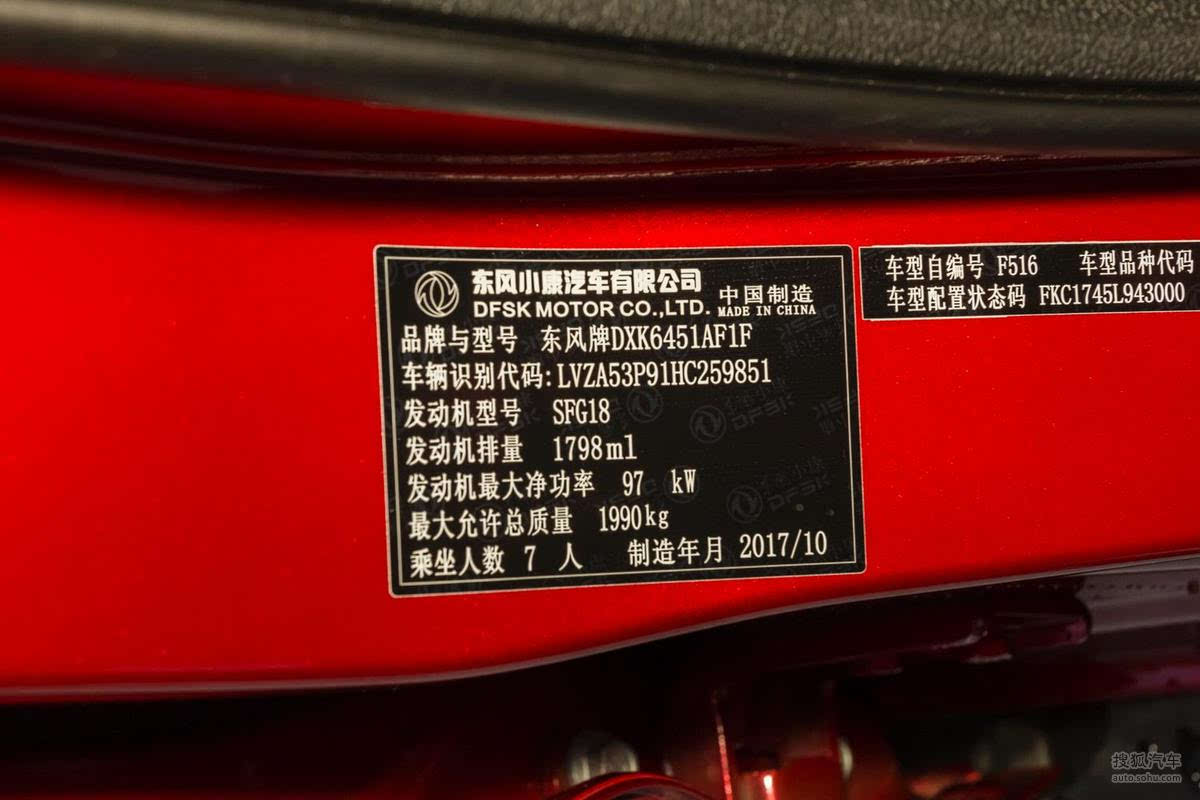 东风小康汽车有限公司
DFSK MOTOR CO.,LTD.
中国制造
MADE IN CHINA
品牌与型号 东风牌DXK6451AF1F
车辆识别代码:LVZA53P91HC259851
发动机型号 SFG18
发动机排量 1798ml
发动机最大净功率 97 kW
最大允许总质量 1990kg
乘坐人数 7 人 制造年月 2017/10
车型自编号 F516 车型品种代码
车型配置状态码 FKC1745L943000
搜狐汽车
auto.sohu.com